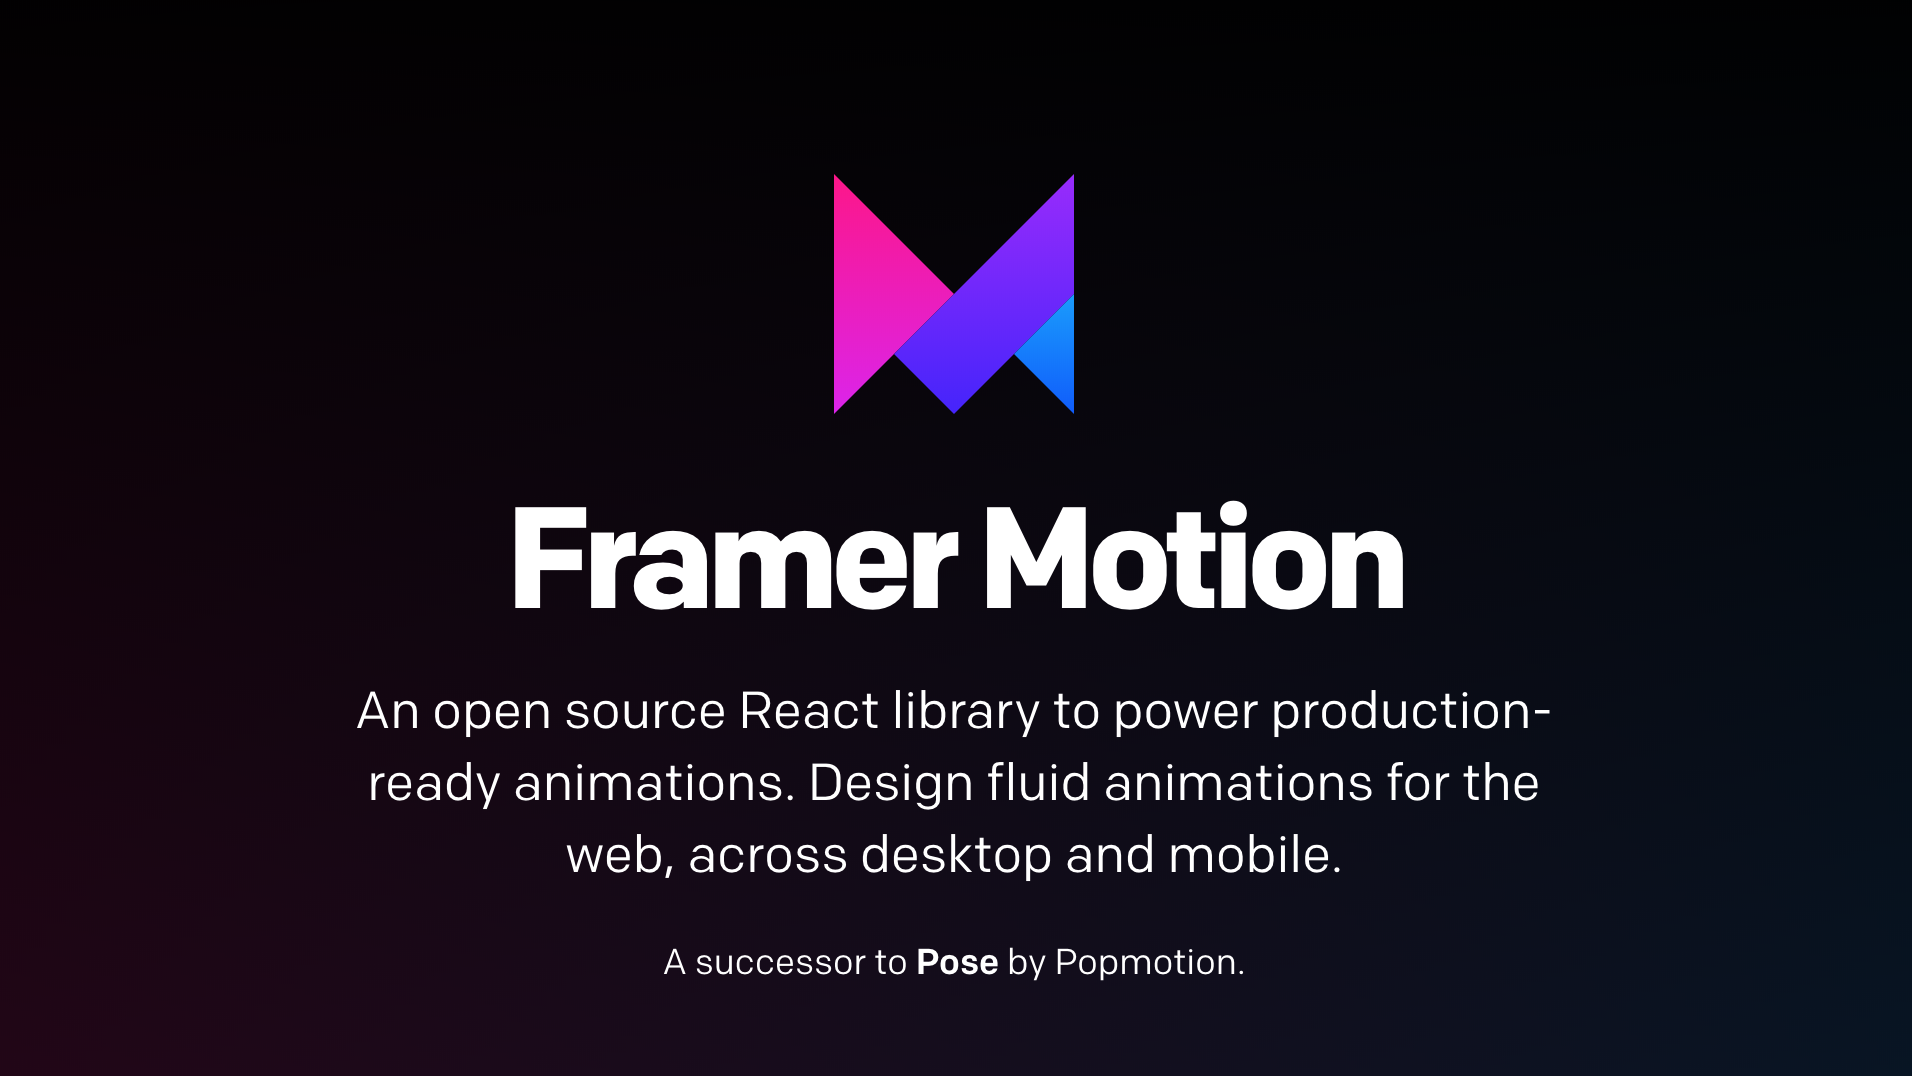 Framer Motion
An open source React library to power production-
ready animations. Design fluid animations for the
web, across desktop and mobile.
A successor to Pose by Popmotion.